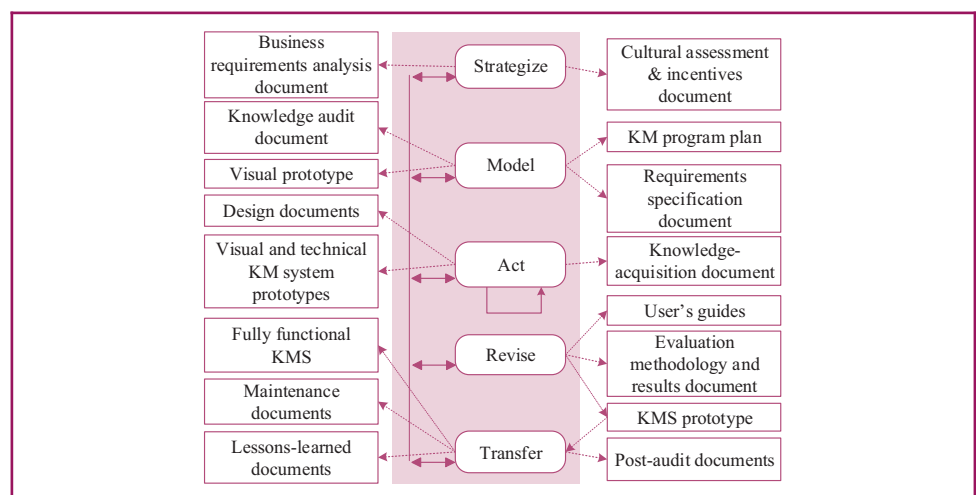 Business
requirements analysis
document
Knowledge audit
document
Visual prototype
Design documents
Visual and technical
KM system
prototypes
Fully functional
KMS
Maintenance
documents
Lessons-learned
documents
Strategize
Model
Act
Revise
Transfer
Cultural assessment
& incentives
document
KM program plan
Requirements
specification
document
Knowledge-
acquisition document
User’s guides
Evaluation
methodology and
results document
KMS prototype
Post-audit documents